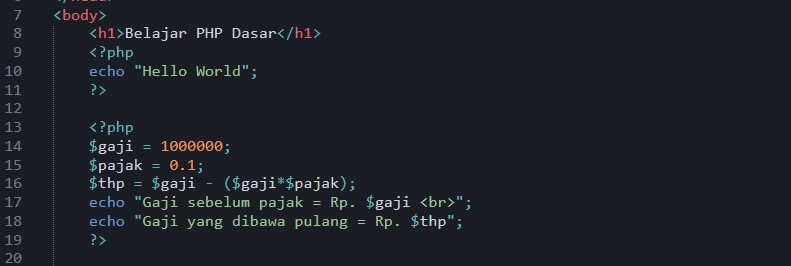 7 <body>
8 <h1>Belajar PHP Dasar</h1>
9 <?php
10 echo "Hello World";
11 ?>
12
13 <?php
14 $gaji = 1000000;
15 $pajak = 0.1;
16 $thp = $gaji - ($gaji*$pajak);
17 echo "Gaji sebelum pajak = Rp. $gaji <br>";
18 echo "Gaji yang dibawa pulang = Rp. $thp";
19 ?>
20